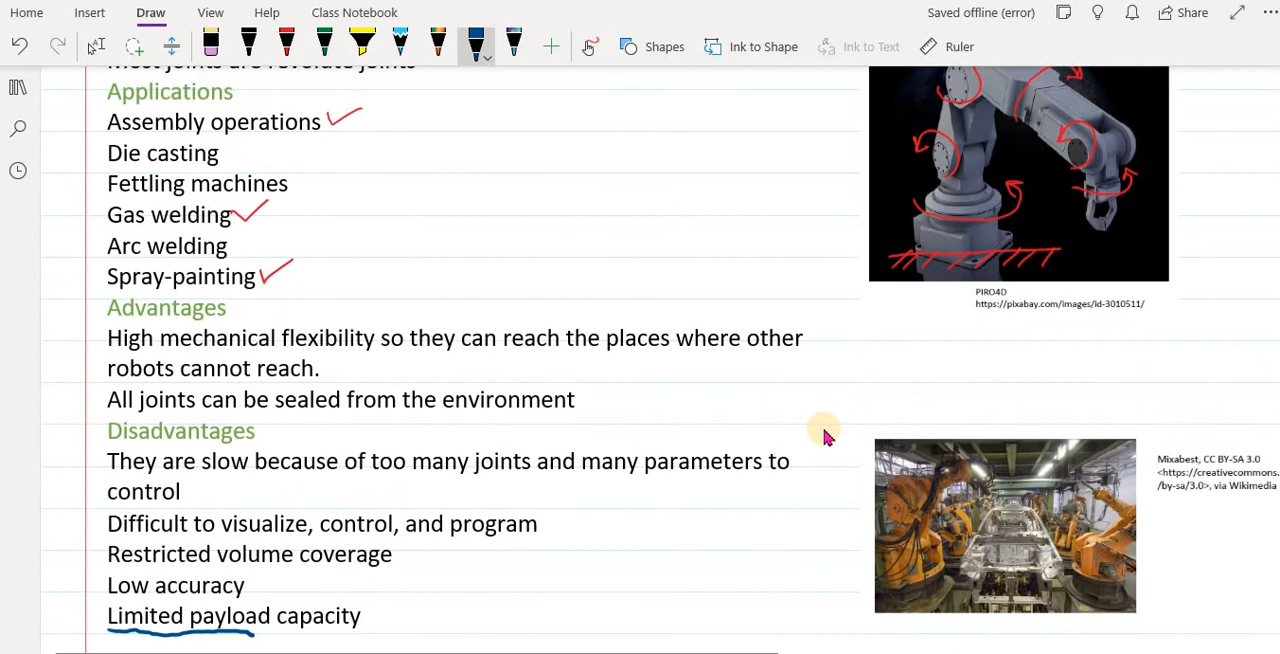 Home Insert Draw View Help Class Notebook Saved offline (error) Share
Shapes Ink to Shape Ink to Text Ruler
Most joints are revolute joints
Applications
Assembly operations
Die casting
Fettling machines
Gas welding
Arc welding
Spray-painting
Advantages
High mechanical flexibility so they can reach the places where other
robots cannot reach.
All joints can be sealed from the environment
Disadvantages
They are slow because of too many joints and many parameters to
control
Difficult to visualize, control, and program
Restricted volume coverage
Low accuracy
Limited payload capacity
PIRO4D
https://pixabay.com/images/id-3010511/
Mixabest, CC BY-SA 3.0
<https://creativecommons.
/by-sa/3.0>, via Wikimedia